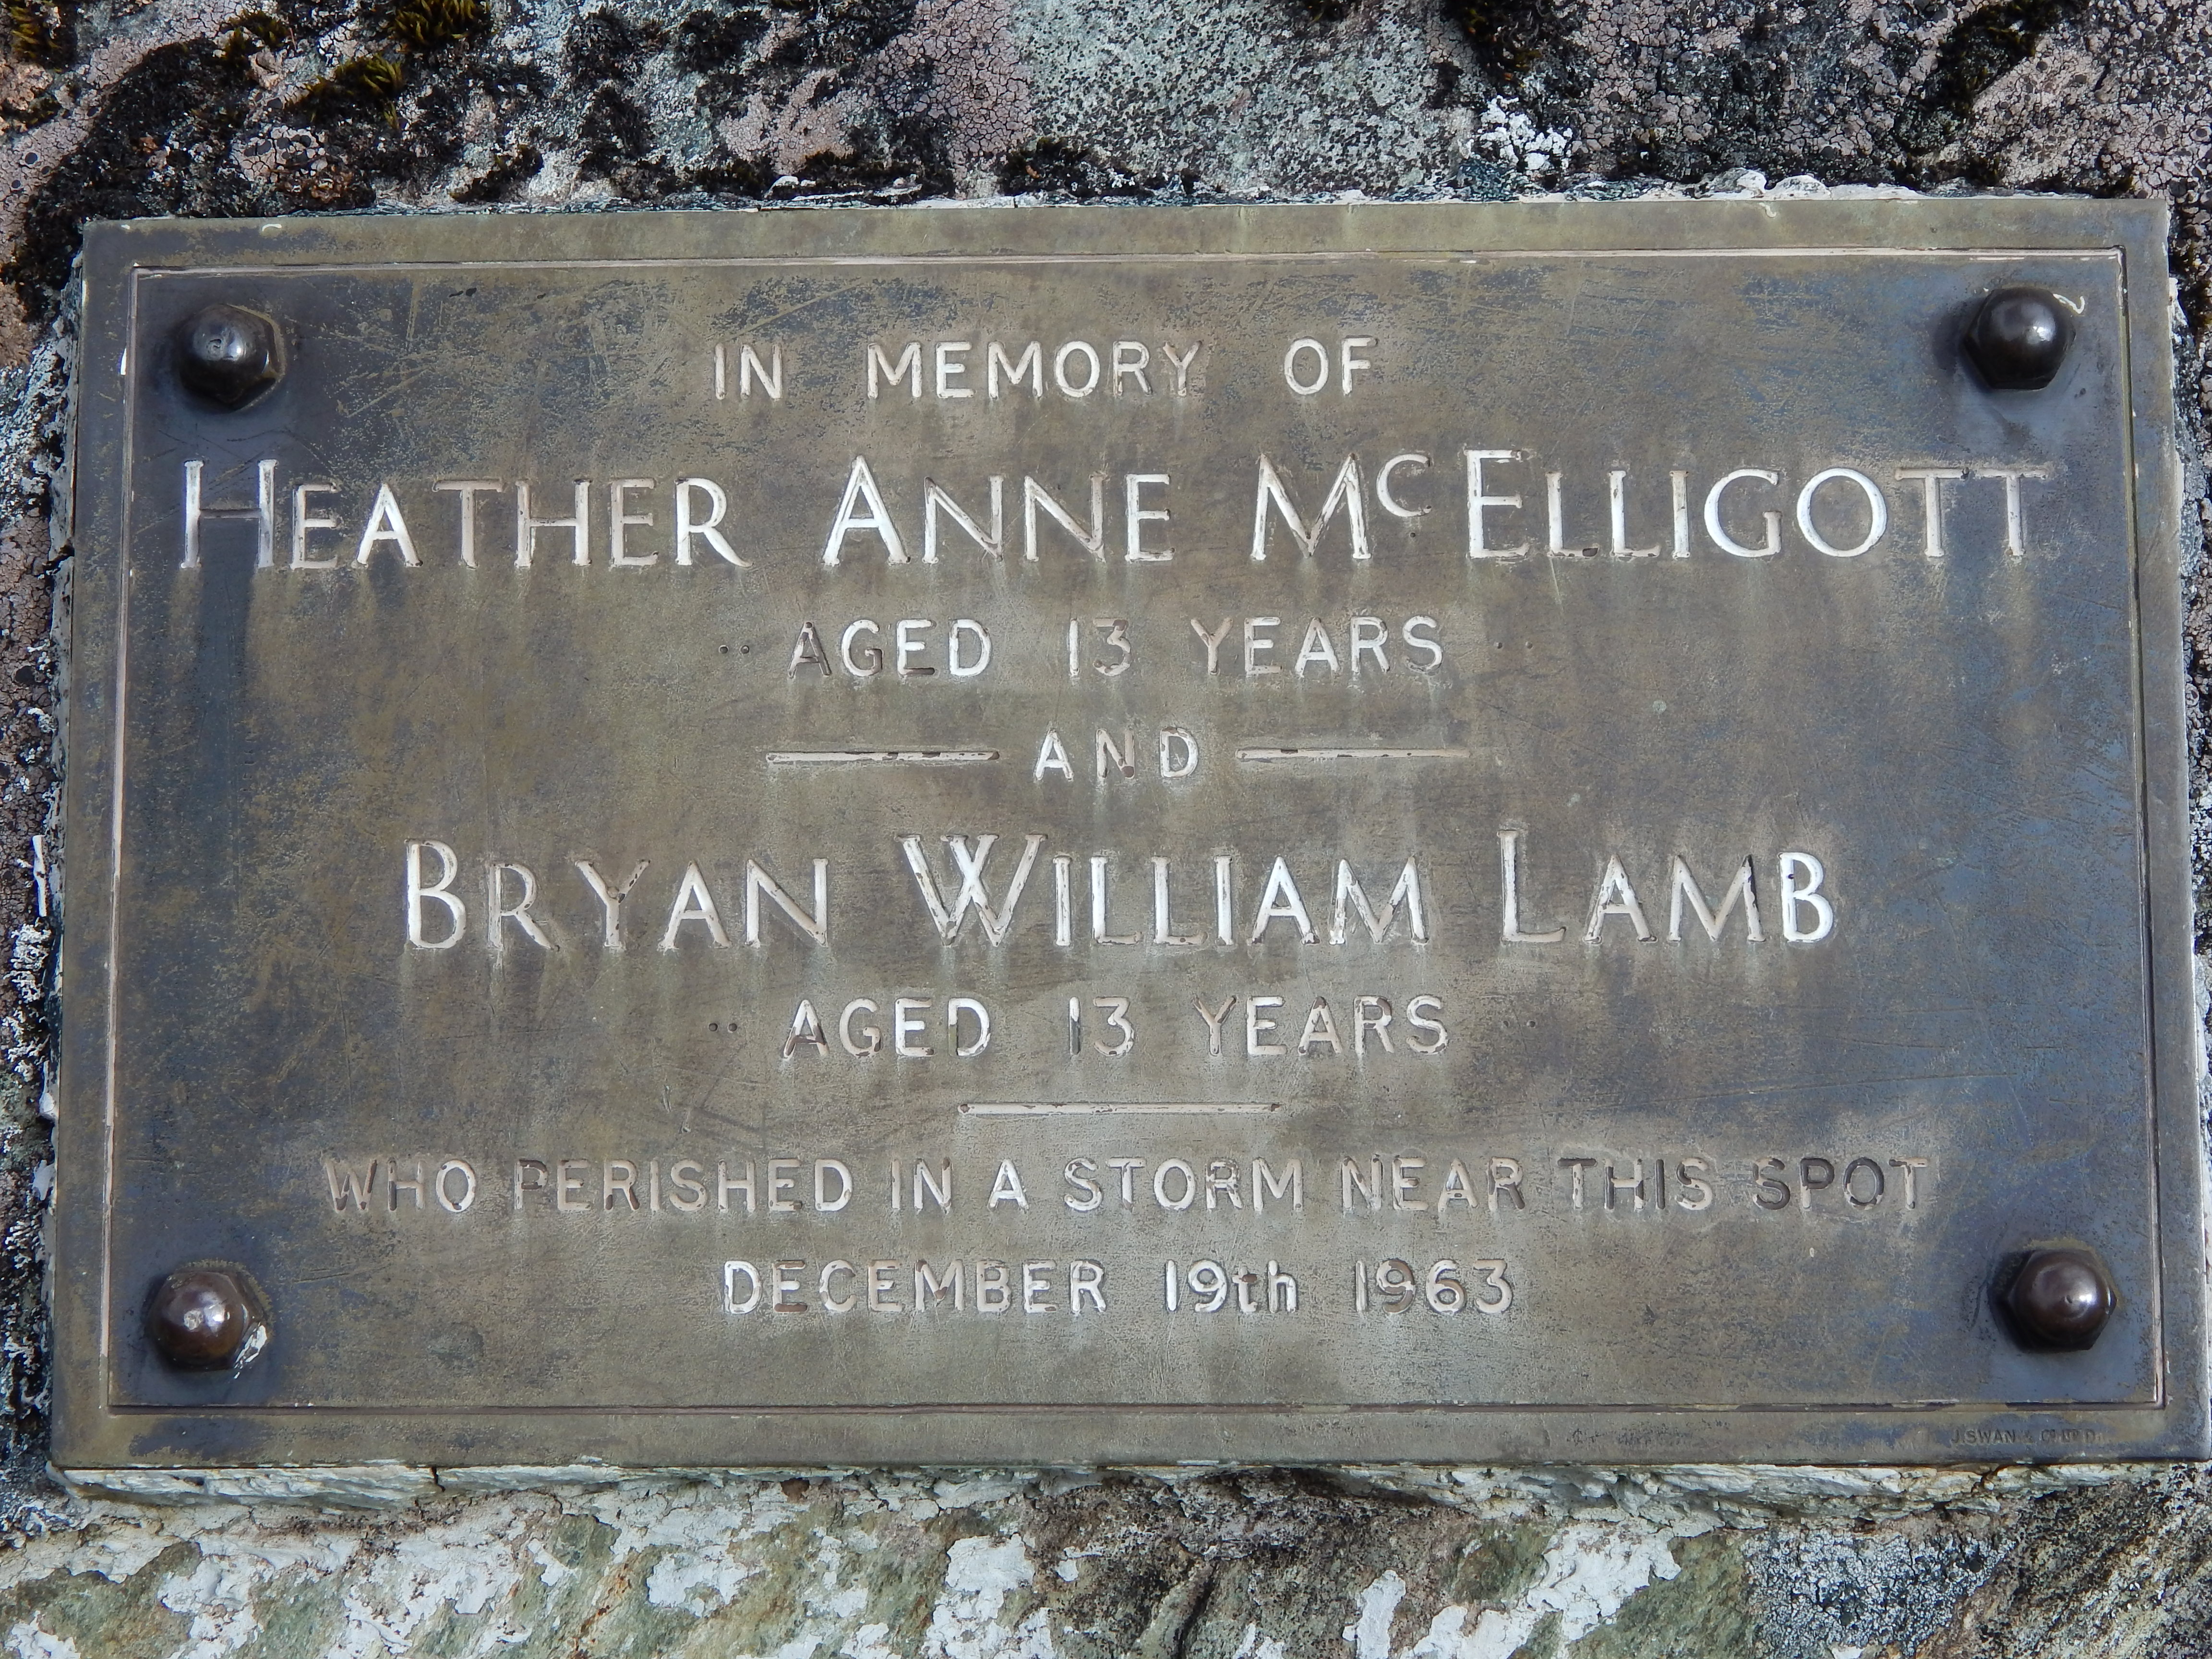 IN MEMORY OF
HEATHER ANNE McELLIGOTT
AGED 13 YEARS
AND
BRYAN WILLIAM LAMB
AGED 13 YEARS
WHO PERISHED IN A STORM NEAR THIS SPOT
DECEMBER 19th 1963
J.SWAN &